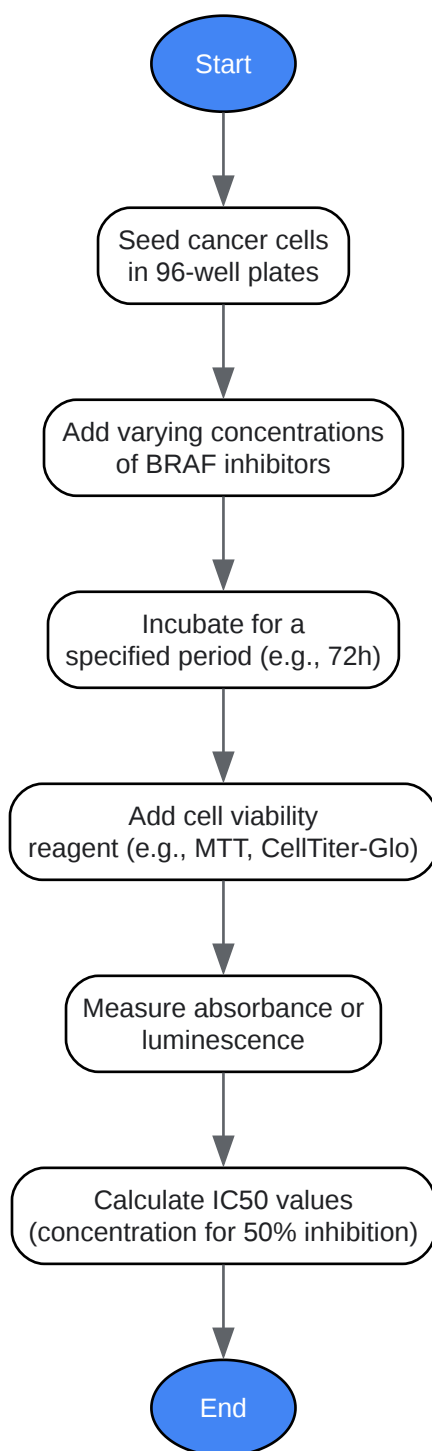 Start
Seed cancer cells
in 96-well plates
Add varying concentrations
of BRAF inhibitors
Incubate for a
specified period (e.g., 72h)
Add cell viability
reagent (e.g., MTT, CellTiter-Glo)
Measure absorbance or
luminescence
Calculate IC50 values
(concentration for 50% inhibition)
End